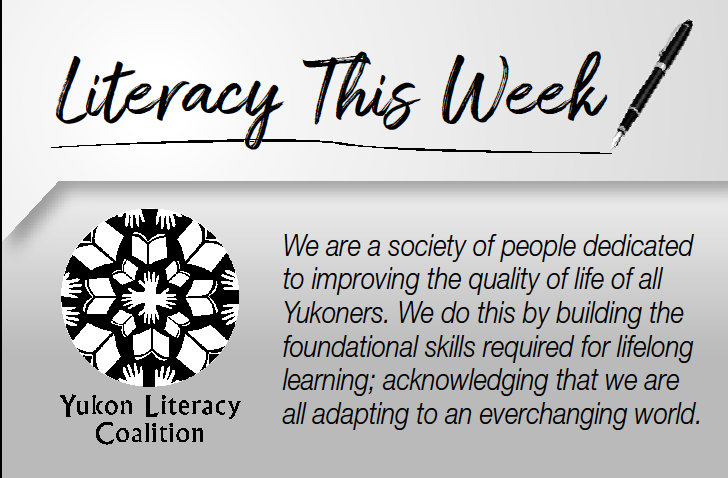 Literacy This Week
We are a society of people dedicated
to improving the quality of life of all
Yukoners. We do this by building the
foundational skills required for lifelong
learning; acknowledging that we are
all adapting to an everchanging world.
Yukon Literacy
Coalition